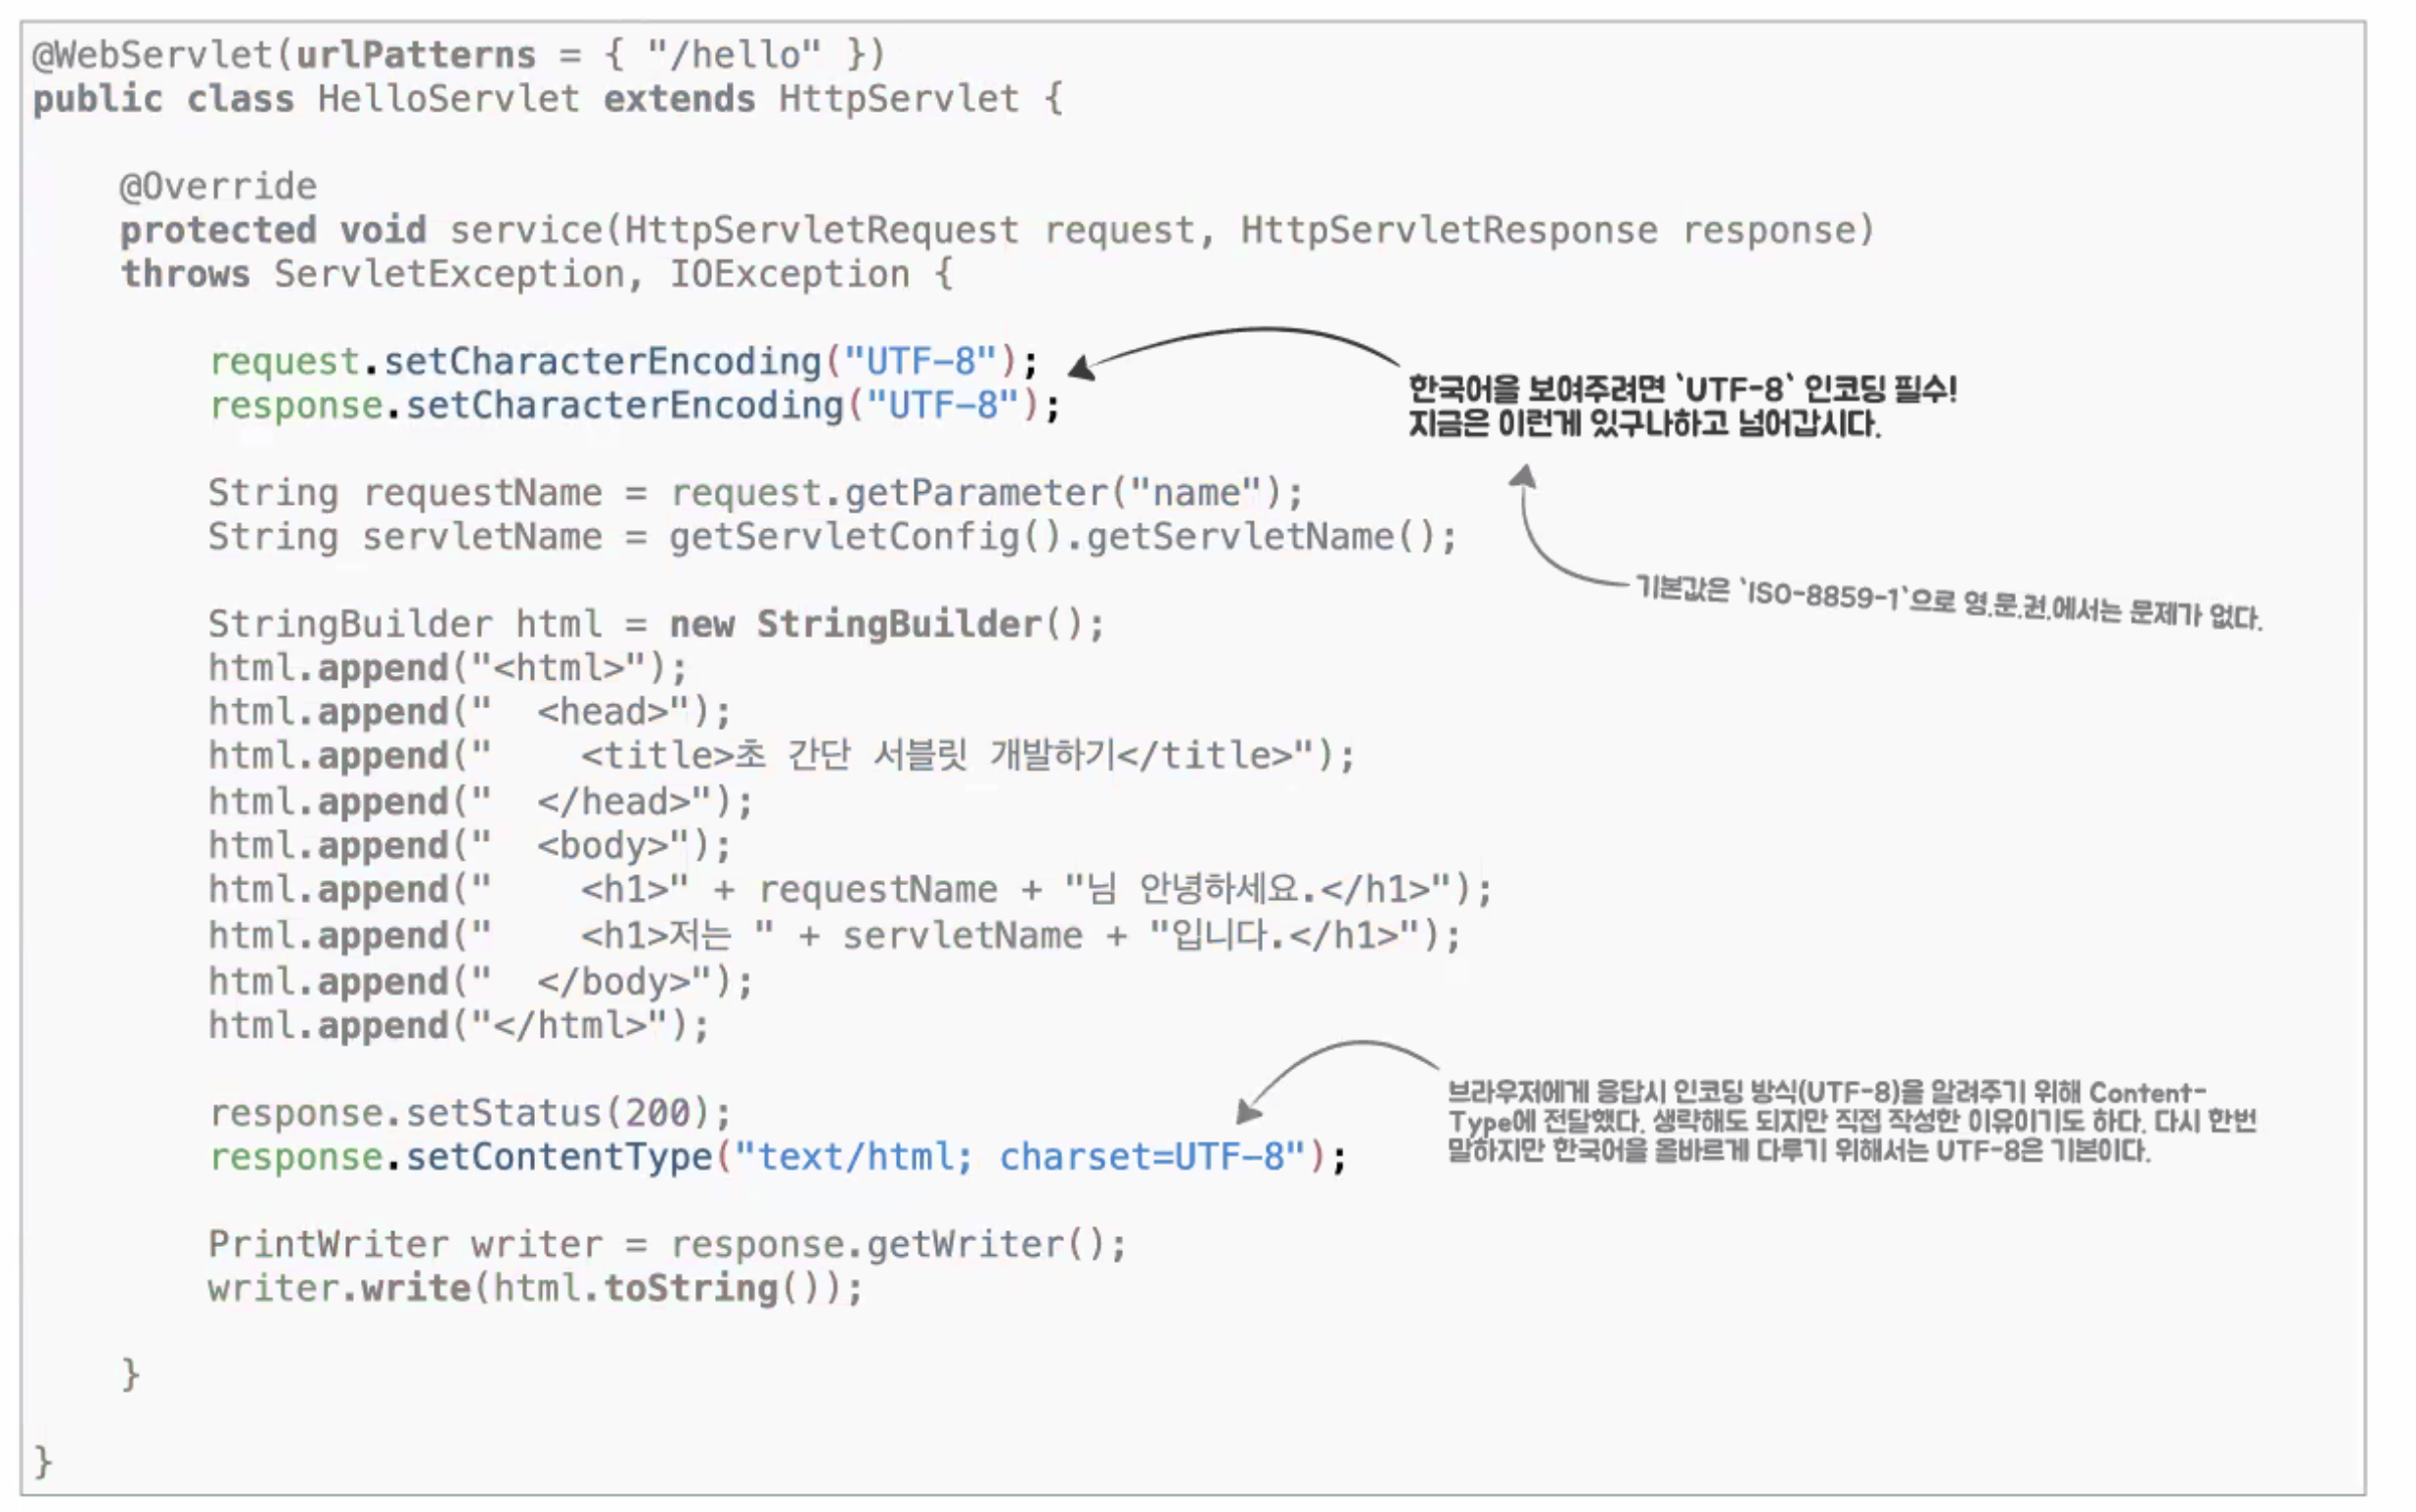 @WebServlet(urlPatterns = { "/hello" })
public class HelloServlet extends HttpServlet {
@Override
protected void service(HttpServletRequest request, HttpServletResponse response)
throws ServletException, IOException {
request.setCharacterEncoding("UTF-8");
response.setCharacterEncoding("UTF-8");
한국어을 보여주려면 `UTF-8` 인코딩 필수!
지금은 이런게 있구나하고 넘어갑시다.
String requestName = request.getParameter("name");
String servletName = getServletConfig().getServletName();
기본값은 `ISO-8859-1`으로 영.문.권.에서는 문제가 없다.
StringBuilder html = new StringBuilder();
html.append("<html>");
html.append("  <head>");
html.append("    <title>초 간단 서블릿 개발하기</title>");
html.append("  </head>");
html.append("  <body>");
html.append("    <h1>" + requestName + "님 안녕하세요.</h1>");
html.append("    <h1>저는 " + servletName + "입니다.</h1>");
html.append("  </body>");
html.append("</html>");
response.setStatus(200);
response.setContentType("text/html; charset=UTF-8");
브라우저에게 응답시 인코딩 방식(UTF-8)을 알려주기 위해 Content-
Type에 전달했다. 생략해도 되지만 직접 작성한 이유이기도 하다. 다시 한번
말하지만 한국어을 올바르게 다루기 위해서는 UTF-8은 기본이다.
PrintWriter writer = response.getWriter();
writer.write(html.toString());
}
}